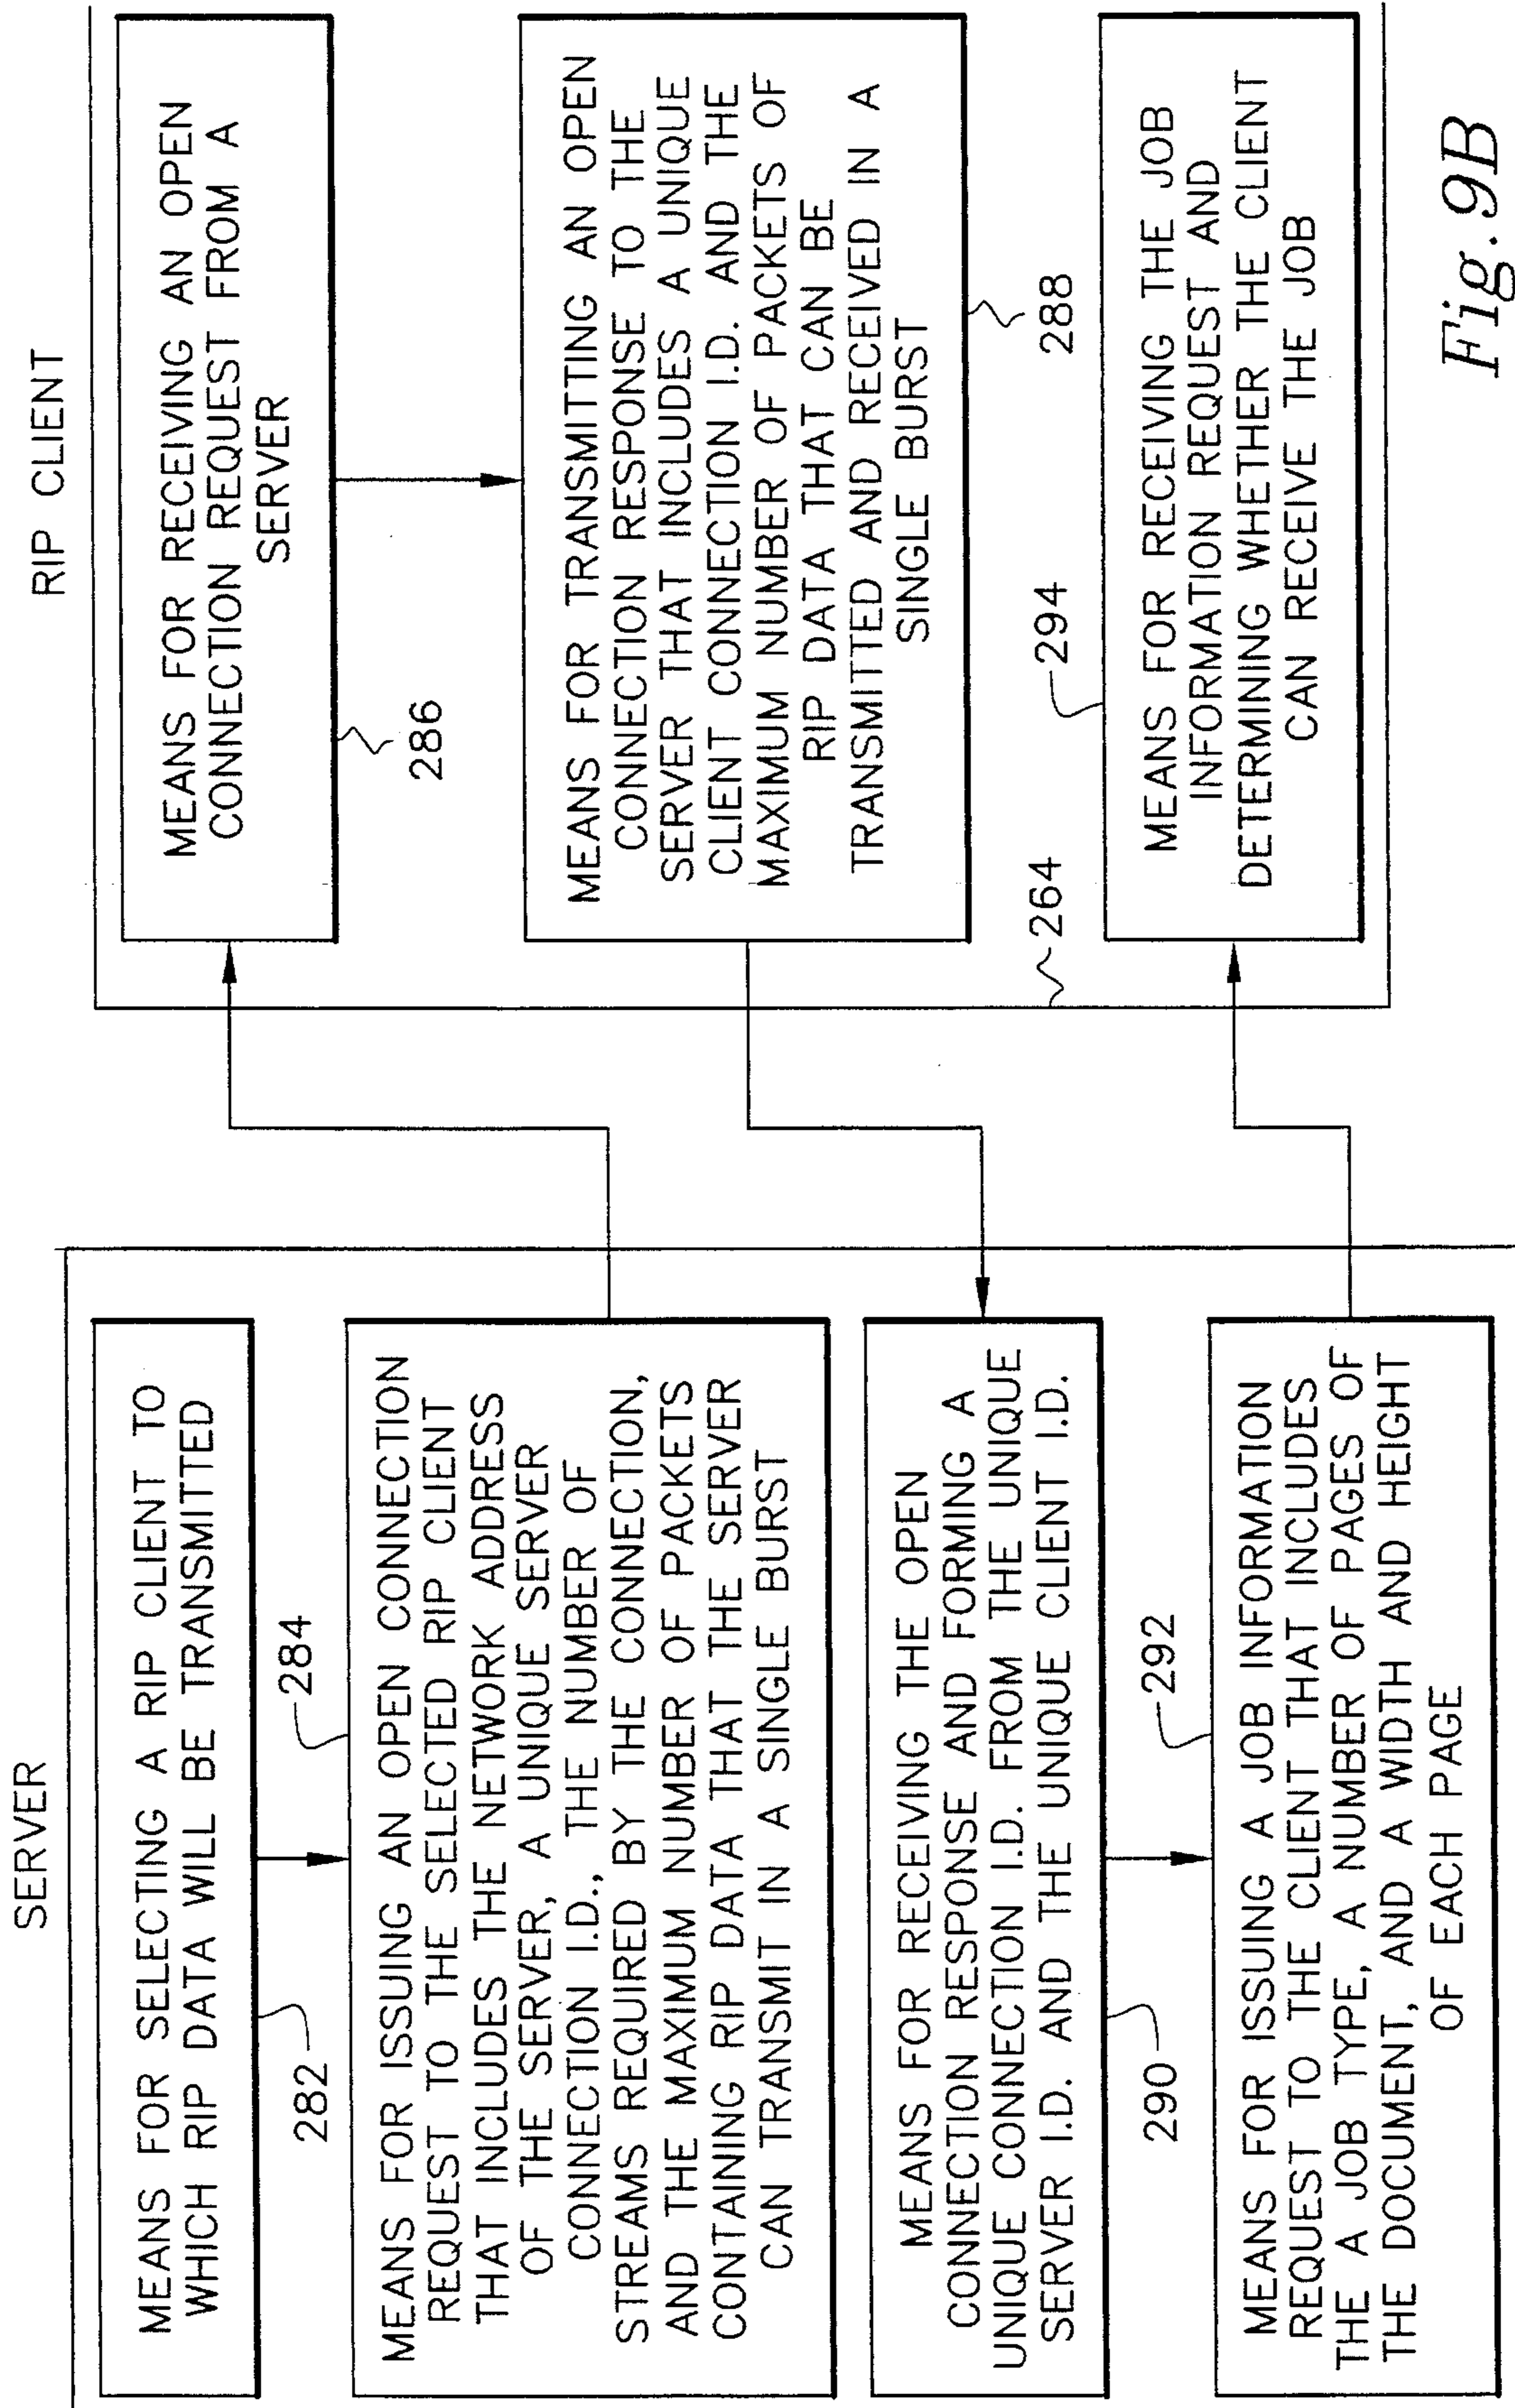 SERVER
MEANS FOR SELECTING A RIP CLIENT TO
WHICH RIP DATA WILL BE TRANSMITTED
282
284
MEANS FOR ISSUING AN OPEN CONNECTION
REQUEST TO THE SELECTED RIP CLIENT
THAT INCLUDES THE NETWORK ADDRESS
OF THE SERVER, A UNIQUE SERVER
CONNECTION I.D., THE NUMBER OF
STREAMS REQUIRED BY THE CONNECTION,
AND THE MAXIMUM NUMBER OF PACKETS
CONTAINING RIP DATA THAT THE SERVER
CAN TRANSMIT IN A SINGLE BURST
MEANS FOR RECEIVING THE OPEN
CONNECTION RESPONSE AND FORMING A
UNIQUE CONNECTION I.D. FROM THE UNIQUE
SERVER I.D. AND THE UNIQUE CLIENT I.D.
290
292
MEANS FOR ISSUING A JOB INFORMATION
REQUEST TO THE CLIENT THAT INCLUDES
THE A JOB TYPE, A NUMBER OF PAGES OF
THE DOCUMENT, AND A WIDTH AND HEIGHT
OF EACH PAGE
RIP CLIENT
MEANS FOR RECEIVING AN OPEN
CONNECTION REQUEST FROM A
SERVER
286
MEANS FOR TRANSMITTING AN OPEN
CONNECTION RESPONSE TO THE
SERVER THAT INCLUDES A UNIQUE
CLIENT CONNECTION I.D. AND THE
MAXIMUM NUMBER OF PACKETS OF
RIP DATA THAT CAN BE
TRANSMITTED AND RECEIVED IN A
SINGLE BURST
288
264
294
MEANS FOR RECEIVING THE JOB
INFORMATION REQUEST AND
DETERMINING WHETHER THE CLIENT
CAN RECEIVE THE JOB
Fig.9B